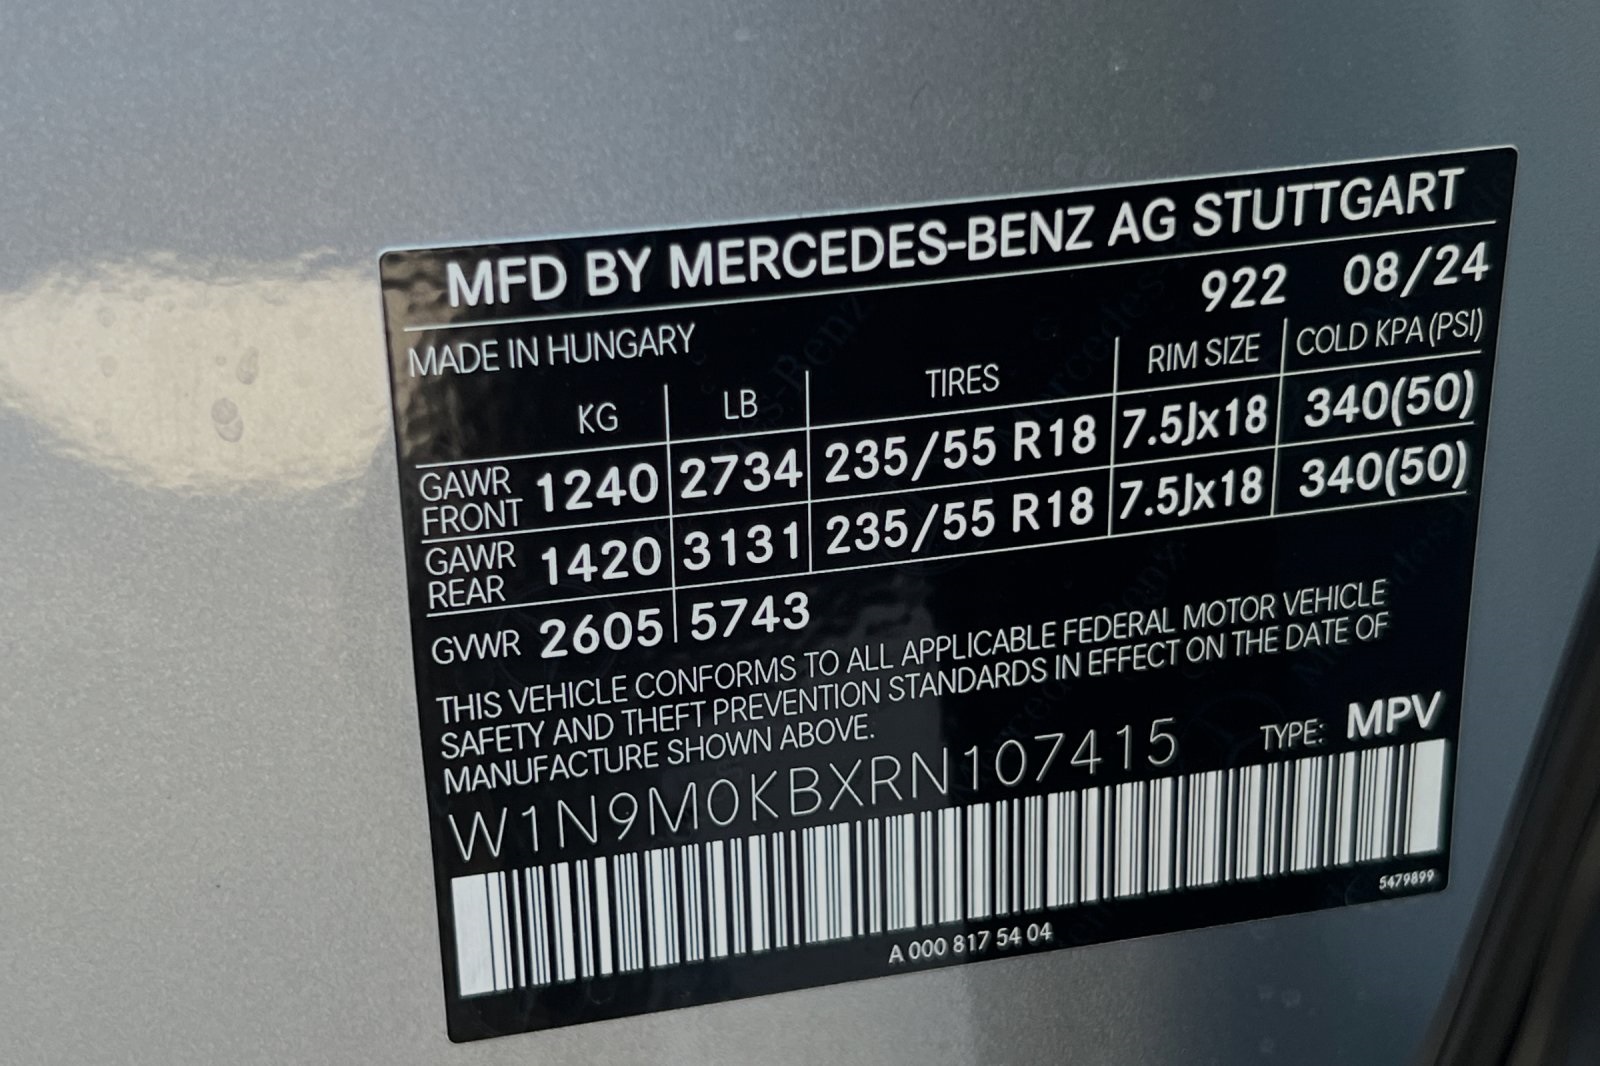 MFD BY MERCEDES-BENZ AG STUTTGART
922 08/24
MADE IN HUNGARY
KG LB TIRES RIM SIZE COLD KPA (PSI)
GAWR FRONT 1240 2734 235/55 R18 7.5Jx18 340(50)
GAWR REAR 1420 3131 235/55 R18 7.5Jx18 340(50)
GVWR 2605 5743
THIS VEHICLE CONFORMS TO ALL APPLICABLE FEDERAL MOTOR VEHICLE
SAFETY AND THEFT PREVENTION STANDARDS IN EFFECT ON THE DATE OF
MANUFACTURE SHOWN ABOVE.
W1N9M0KBXRN107415 TYPE: MPV
5479899
A 000 817 54 04